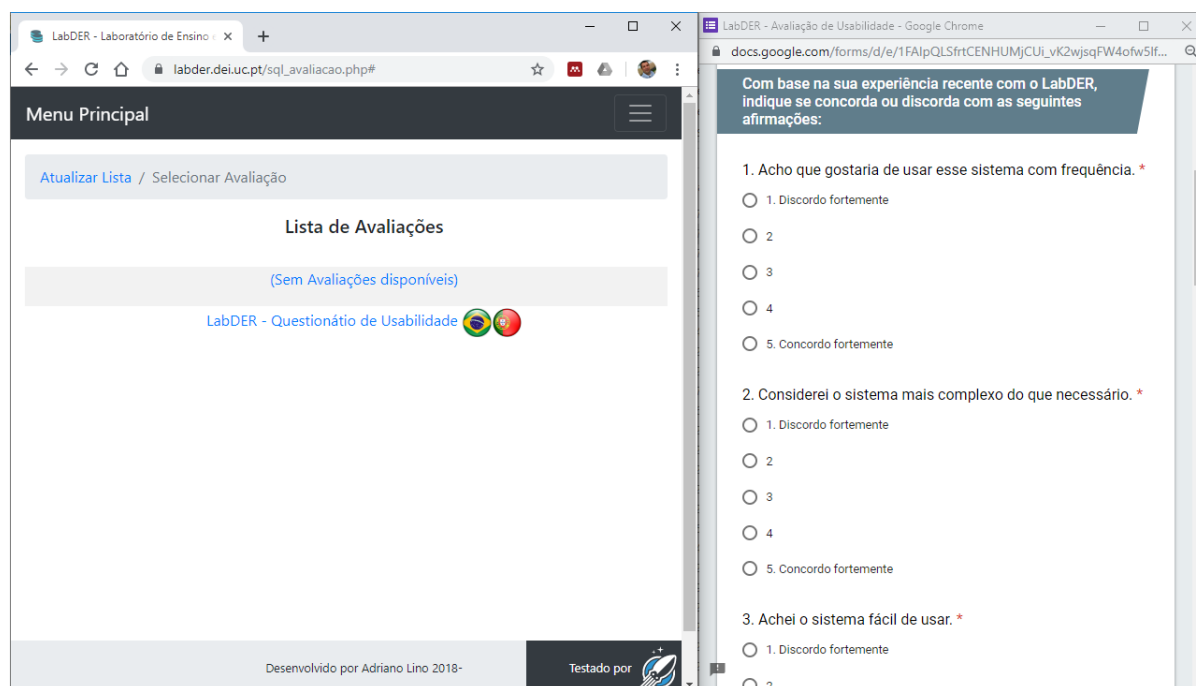 LabDER - Laboratório de Ensino e
labder.dei.uc.pt/sql_avaliacao.php#
Menu Principal
Atualizar Lista / Selecionar Avaliação
Lista de Avaliações
(Sem Avaliações disponíveis)
LabDER - Questionátio de Usabilidade
Desenvolvido por Adriano Lino 2018-
Testado por
LabDER - Avaliação de Usabilidade - Google Chrome
Com base na sua experiência recente com o LabDER,
indique se concorda ou discorda com as seguintes
afirmações:
1. Acho que gostaria de usar esse sistema com frequência. *
1. Discordo fortemente
2
3
4
5. Concordo fortemente
2. Considerei o sistema mais complexo do que necessário. *
1. Discordo fortemente
2
3
4
5. Concordo fortemente
3. Achei o sistema fácil de usar. *
1. Discordo fortemente
2